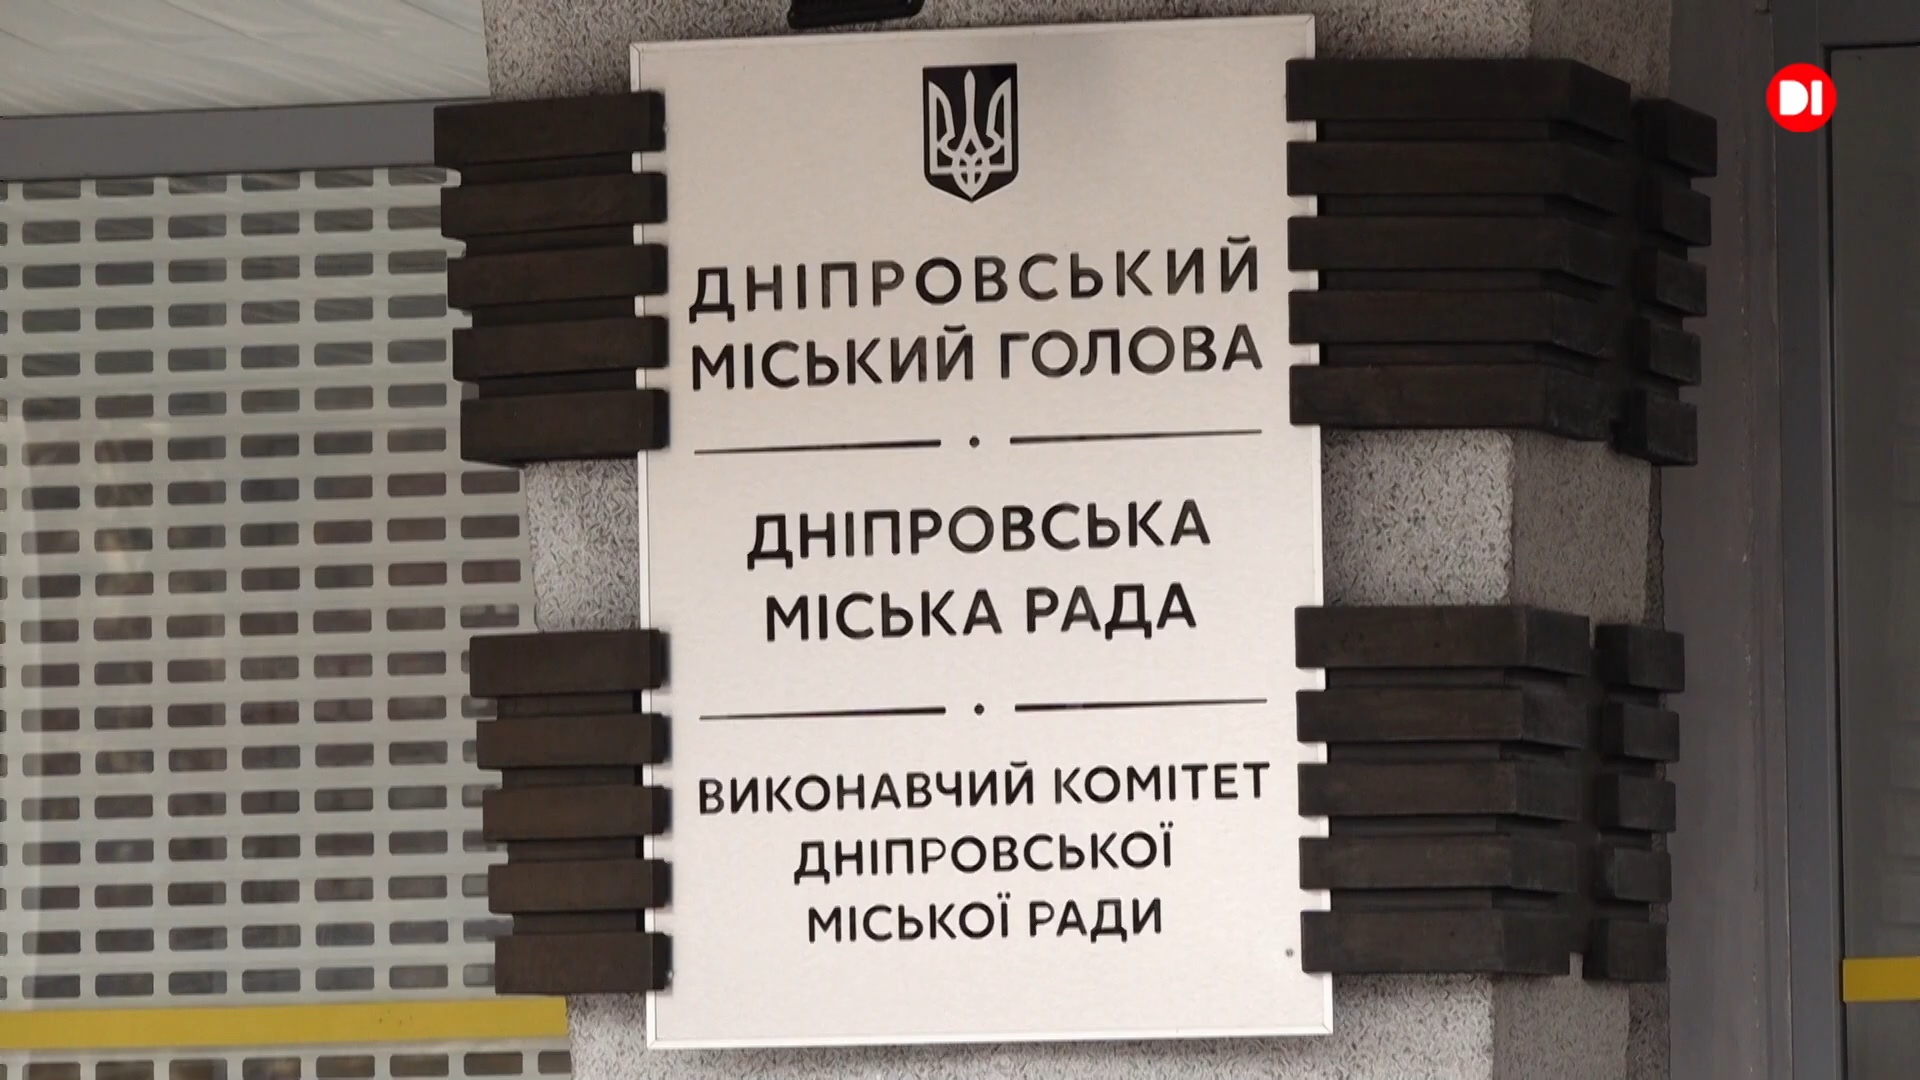 DI
ДНІПРОВСЬКИЙ
МІСЬКИЙ ГОЛОВА
ДНІПРОВСЬКА
МІСЬКА РАДА
ВИКОНАВЧИЙ КОМІТЕТ
ДНІПРОВСЬКОЇ
МІСЬКОЇ РАДИ